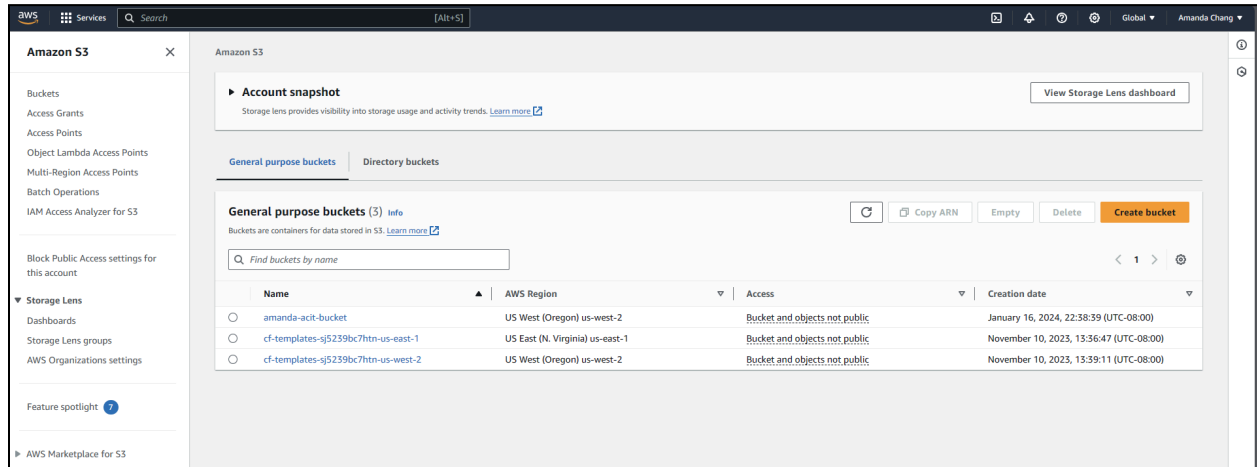 aws Services Search [Alt+S] Global Amanda Chang
Amazon S3
Buckets
Access Grants
Access Points
Object Lambda Access Points
Multi-Region Access Points
Batch Operations
IAM Access Analyzer for S3
Block Public Access settings for
this account
Storage Lens
Dashboards
Storage Lens groups
AWS Organizations settings
Feature spotlight 7
AWS Marketplace for S3
Amazon S3
Account snapshot
Storage lens provides visibility into storage usage and activity trends. Learn more
View Storage Lens dashboard
General purpose buckets Directory buckets
General purpose buckets (3) Info
Buckets are containers for data stored in S3. Learn more
Copy ARN Empty Delete Create bucket
Find buckets by name
1
Name AWS Region Access Creation date
amanda-acit-bucket US West (Oregon) us-west-2 Bucket and objects not public January 16, 2024, 22:38:39 (UTC-08:00)
cf-templates-sj5239bc7htn-us-east-1 US East (N. Virginia) us-east-1 Bucket and objects not public November 10, 2023, 13:36:47 (UTC-08:00)
cf-templates-sj5239bc7htn-us-west-2 US West (Oregon) us-west-2 Bucket and objects not public November 10, 2023, 13:39:11 (UTC-08:00)